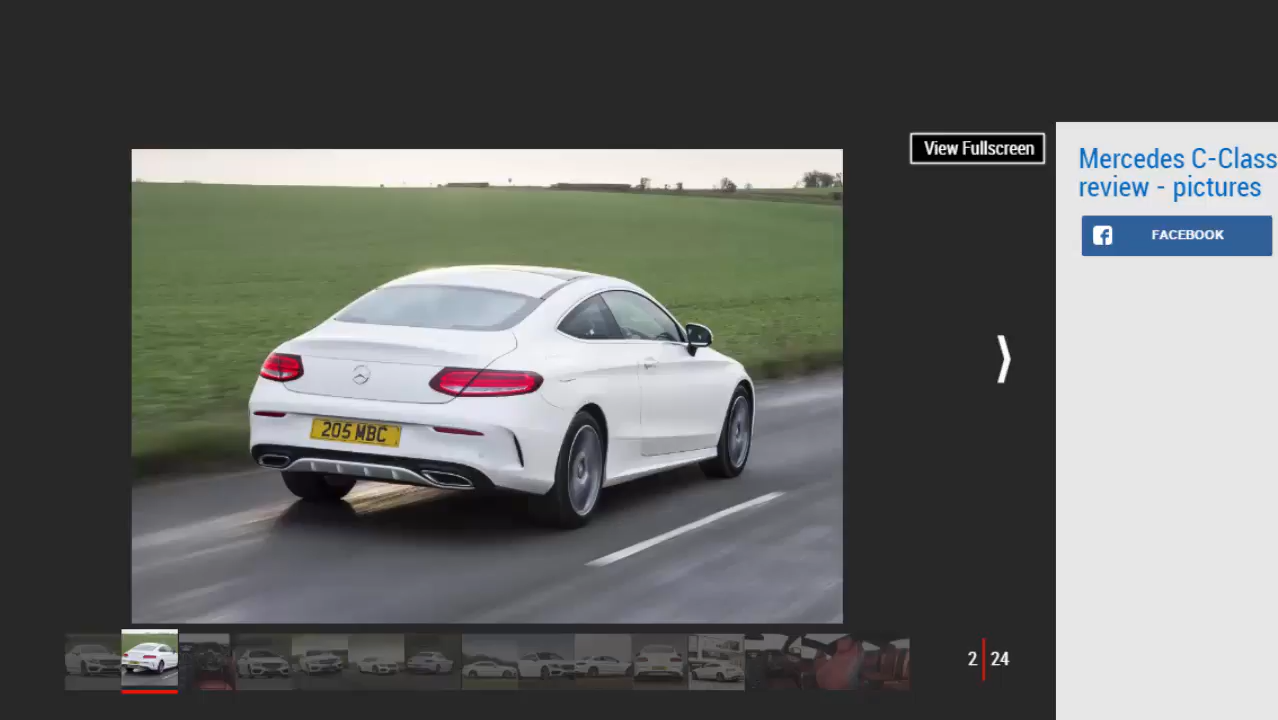 View Fullscreen
Mercedes C-Class
review - pictures
FACEBOOK
205 MBC
2 24